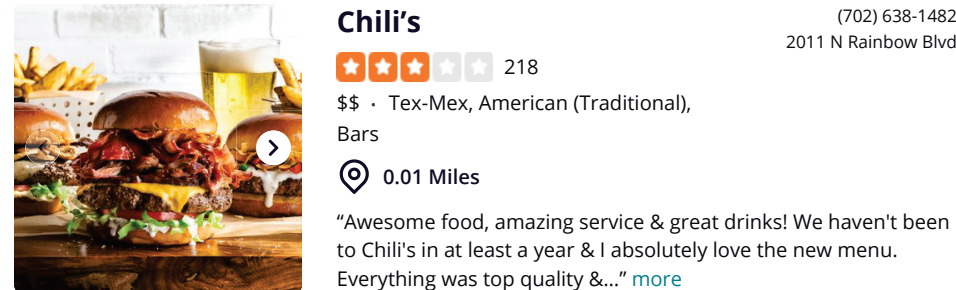 Chili’s
(702) 638-1482
2011 N Rainbow Blvd
218
$$ · Tex-Mex, American (Traditional),
Bars
0.01 Miles
“Awesome food, amazing service & great drinks! We haven't been
to Chili's in at least a year & I absolutely love the new menu.
Everything was top quality &...” more